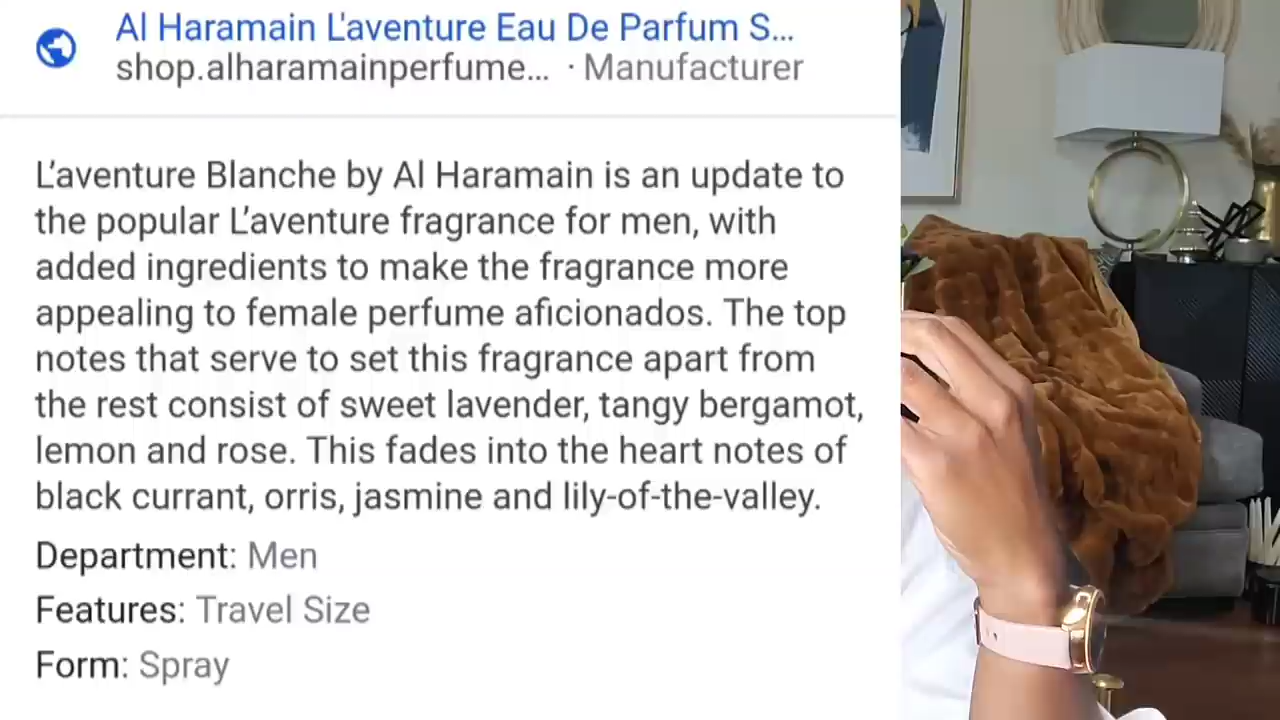 Al Haramain L'aventure Eau De Parfum S...
shop.alharamainperfume... · Manufacturer
L’aventure Blanche by Al Haramain is an update to
the popular L’aventure fragrance for men, with
added ingredients to make the fragrance more
appealing to female perfume aficionados. The top
notes that serve to set this fragrance apart from
the rest consist of sweet lavender, tangy bergamot,
lemon and rose. This fades into the heart notes of
black currant, orris, jasmine and lily-of-the-valley.
Department: Men
Features: Travel Size
Form: Spray